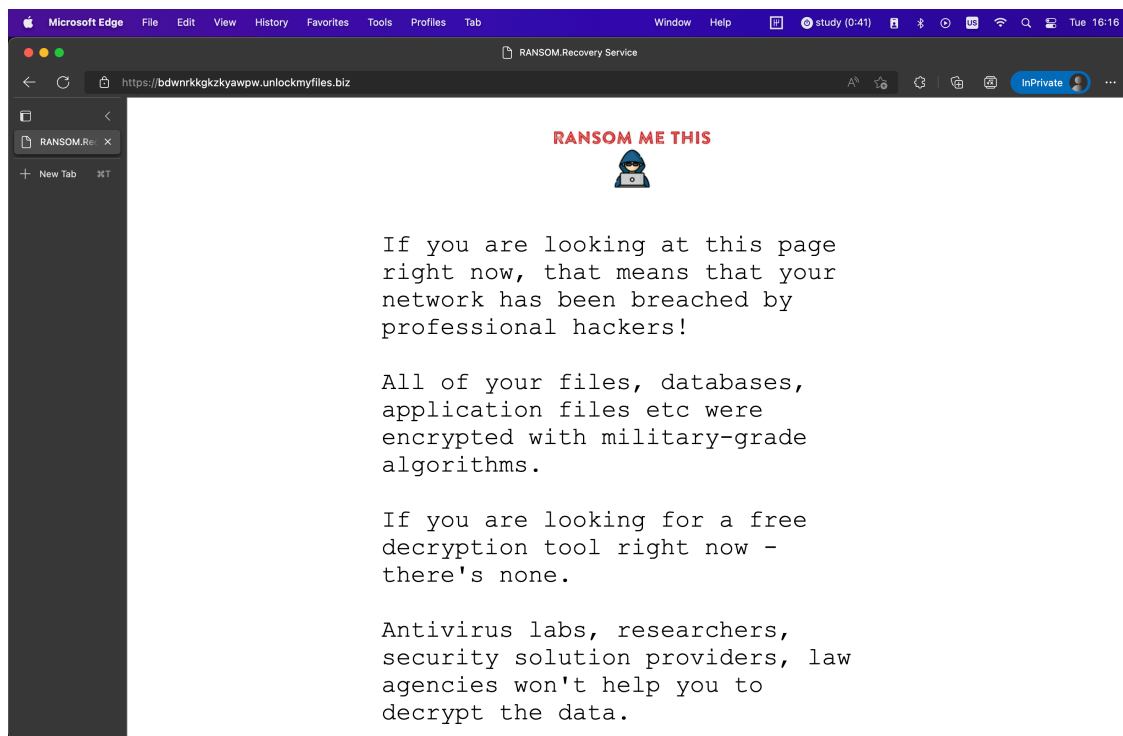 Microsoft Edge File Edit View History Favorites Tools Profiles Tab Window Help study (0:41) US Tue 16:16
RANSOM.Recovery Service
https://bdwnrkkgkzkyawpw.unlockmyfiles.biz InPrivate
RANSOM.Re
New Tab ⌘T
RANSOM ME THIS
If you are looking at this page
right now, that means that your
network has been breached by
professional hackers!
All of your files, databases,
application files etc were
encrypted with military-grade
algorithms.
If you are looking for a free
decryption tool right now -
there's none.
Antivirus labs, researchers,
security solution providers, law
agencies won't help you to
decrypt the data.